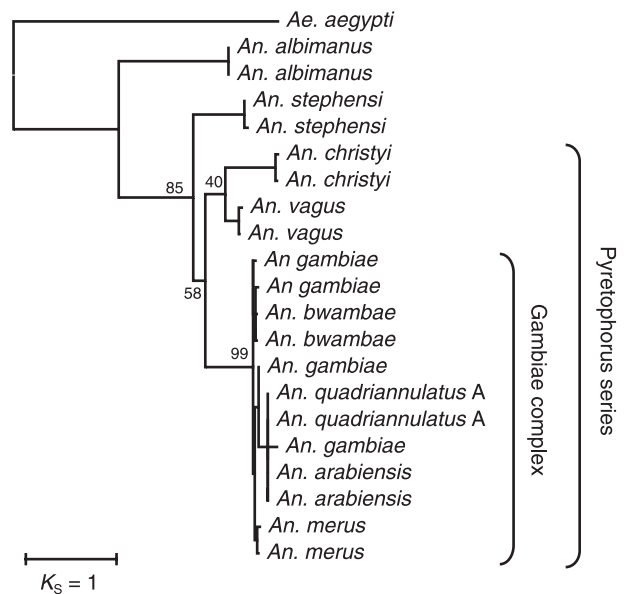 Ae. aegypti
An. albimanus
An. albimanus
An. stephensi
An. stephensi
An. christyi
An. christyi
85
40
An. vagus
An. vagus
An gambiae
An gambiae
58
An. bwambae
An. bwambae
99
An. gambiae
An. quadriannulatus A
An. quadriannulatus A
An. gambiae
An. arabiensis
An. arabiensis
An. merus
An. merus
Gambiae complex
Pyretophorus series
KS = 1